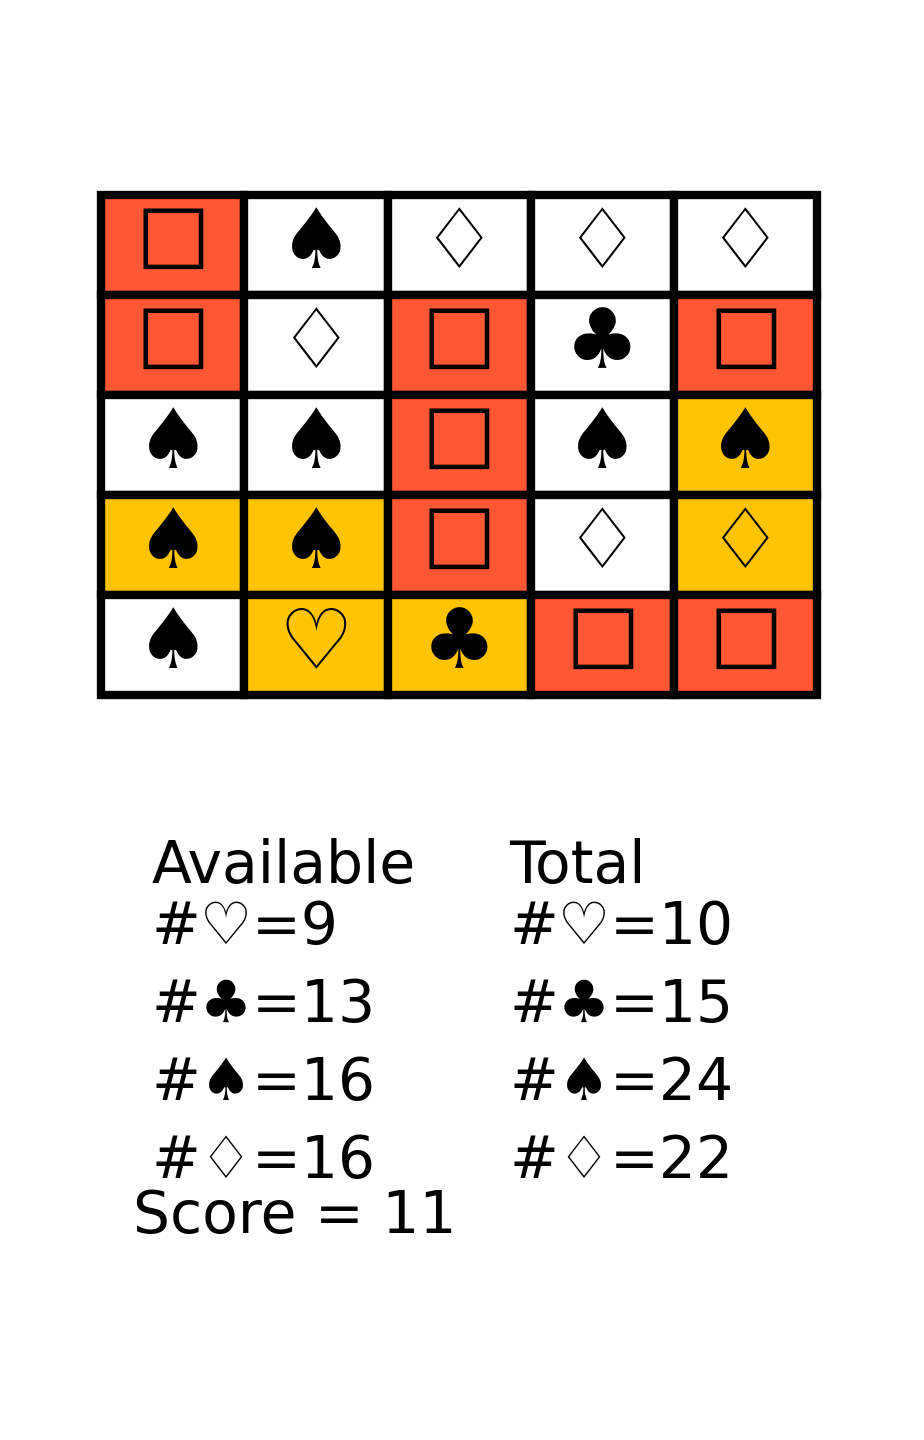 □ ♠ ♢ ♢ ♢
□ ♢ □ ♣ □
♠ ♠ □ ♠ ♠
♠ ♠ □ ♢ ♢
♠ ♡ ♣ □ □
Available Total
#♡=9 #♡=10
#♣=13 #♣=15
#♠=16 #♠=24
#♢=16 #♢=22
Score = 11